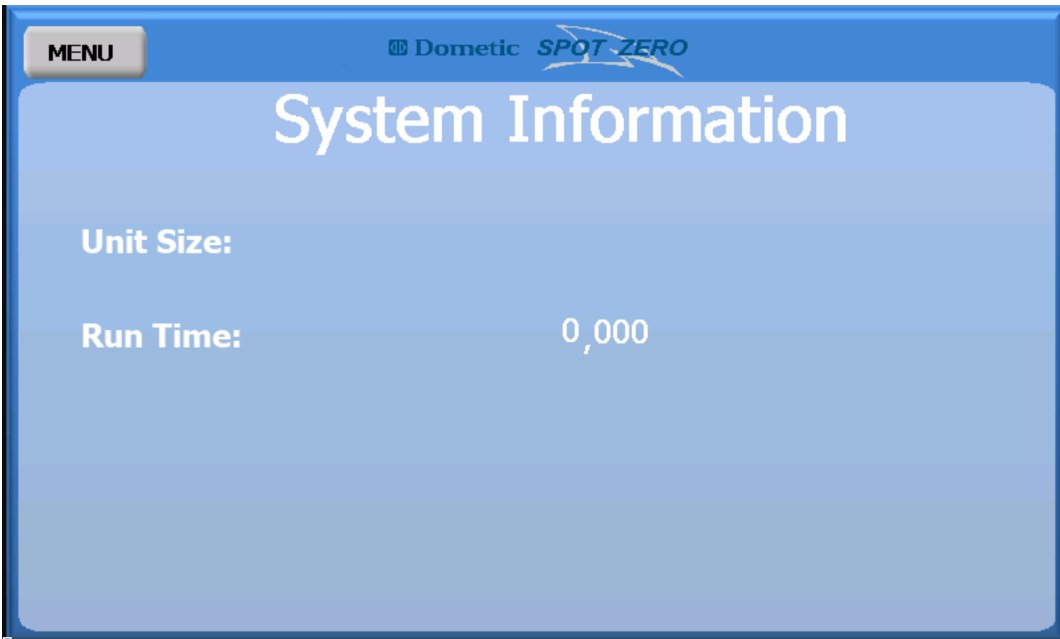 MENU
Dometic SPOT ZERO
System Information
Unit Size:
Run Time: 0,000